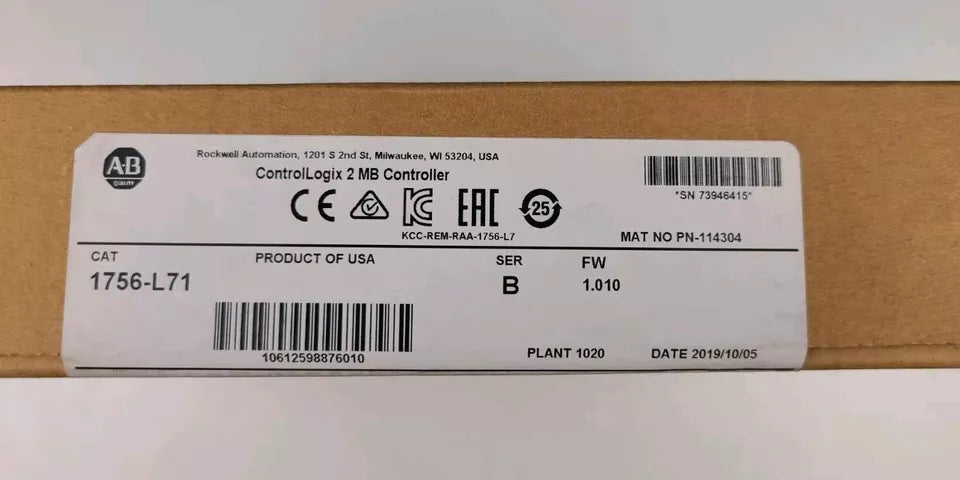 A·B
QUALITY
Rockwell Automation, 1201 S 2nd St, Milwaukee, WI 53204, USA
ControlLogix 2 MB Controller
CE KC EAC 25
KCC-REM-RAA-1756-L7
*SN 73946415*
MAT NO PN-114304
CAT PRODUCT OF USA SER FW
1756-L71 B 1.010
10612598876010
PLANT 1020 DATE 2019/10/05